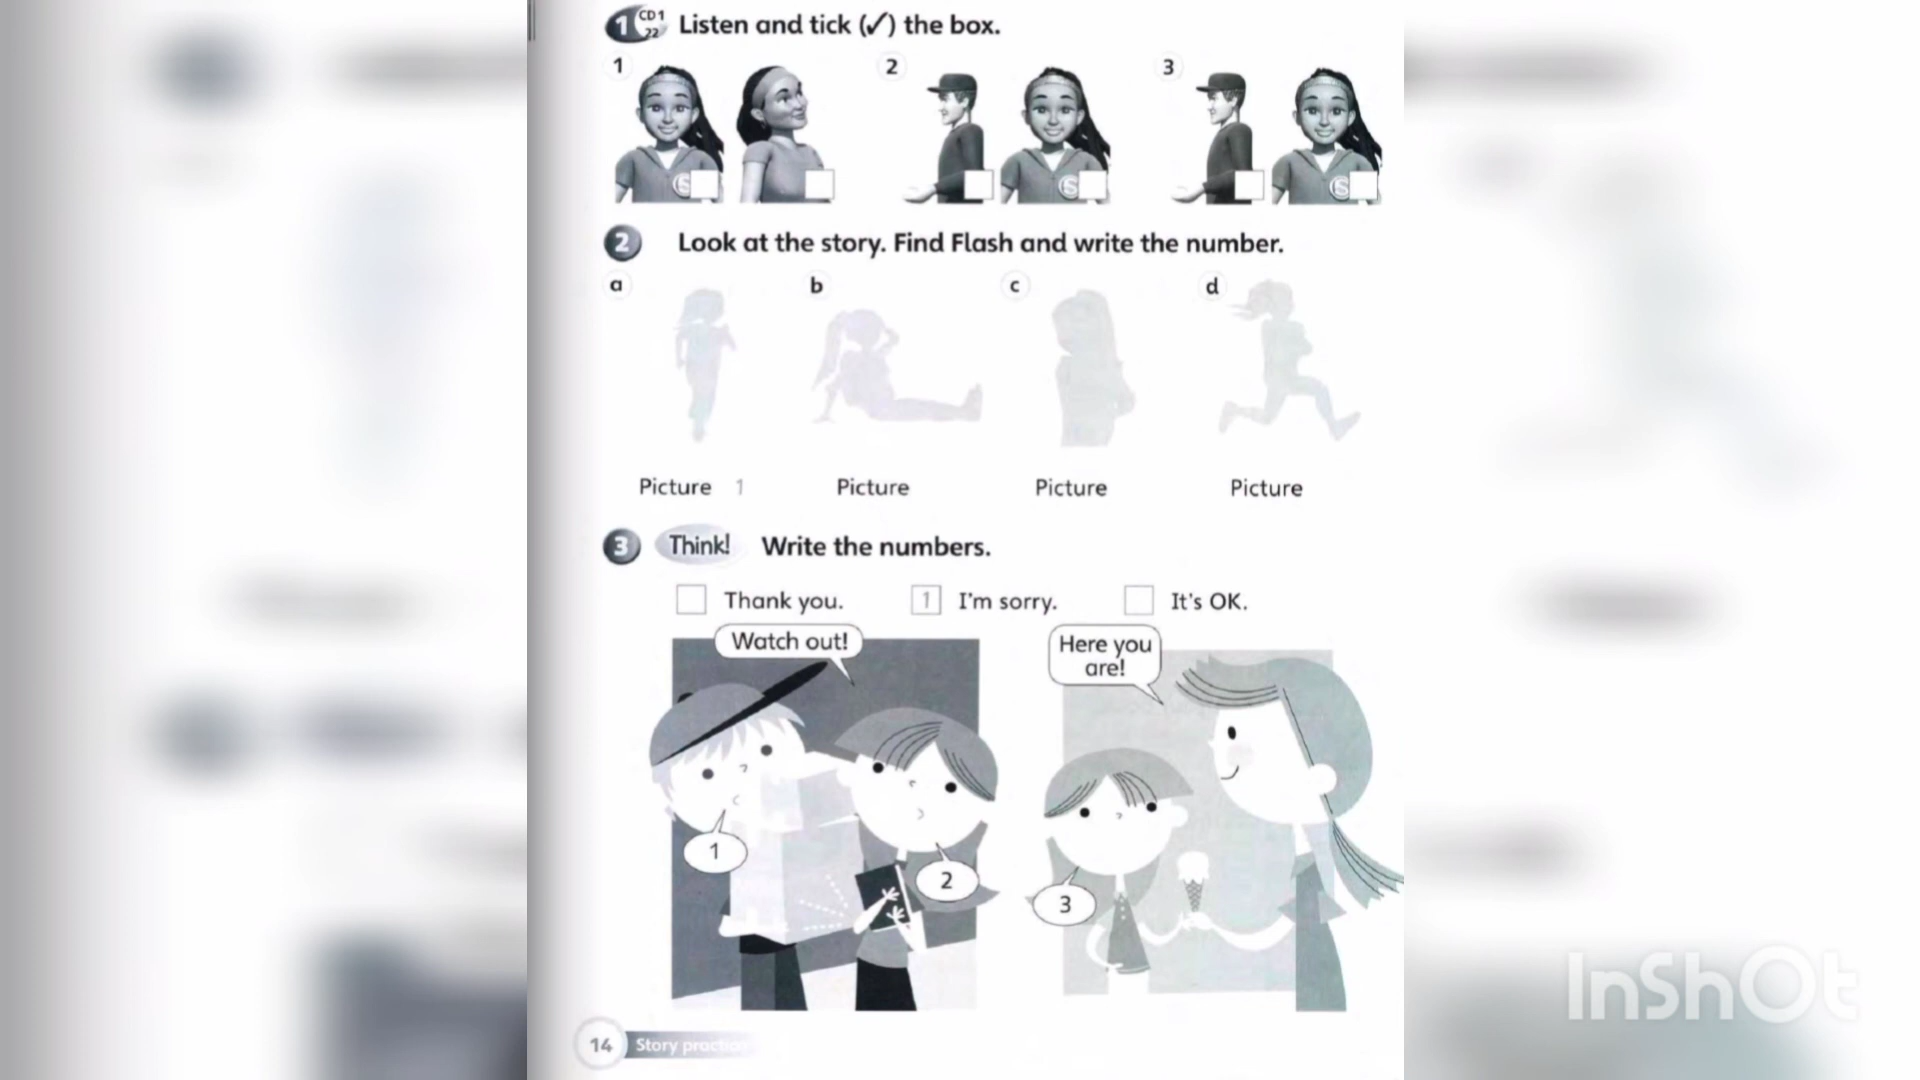 1 CD1 22 Listen and tick (✓) the box.
1 2 3
S S S
2 Look at the story. Find Flash and write the number.
a b c d
Picture 1 Picture Picture Picture
3 Think! Write the numbers.
Thank you. 1 I'm sorry. It's OK.
Watch out!
Here you
are!
1
2
3
14 Story practice
InShOt